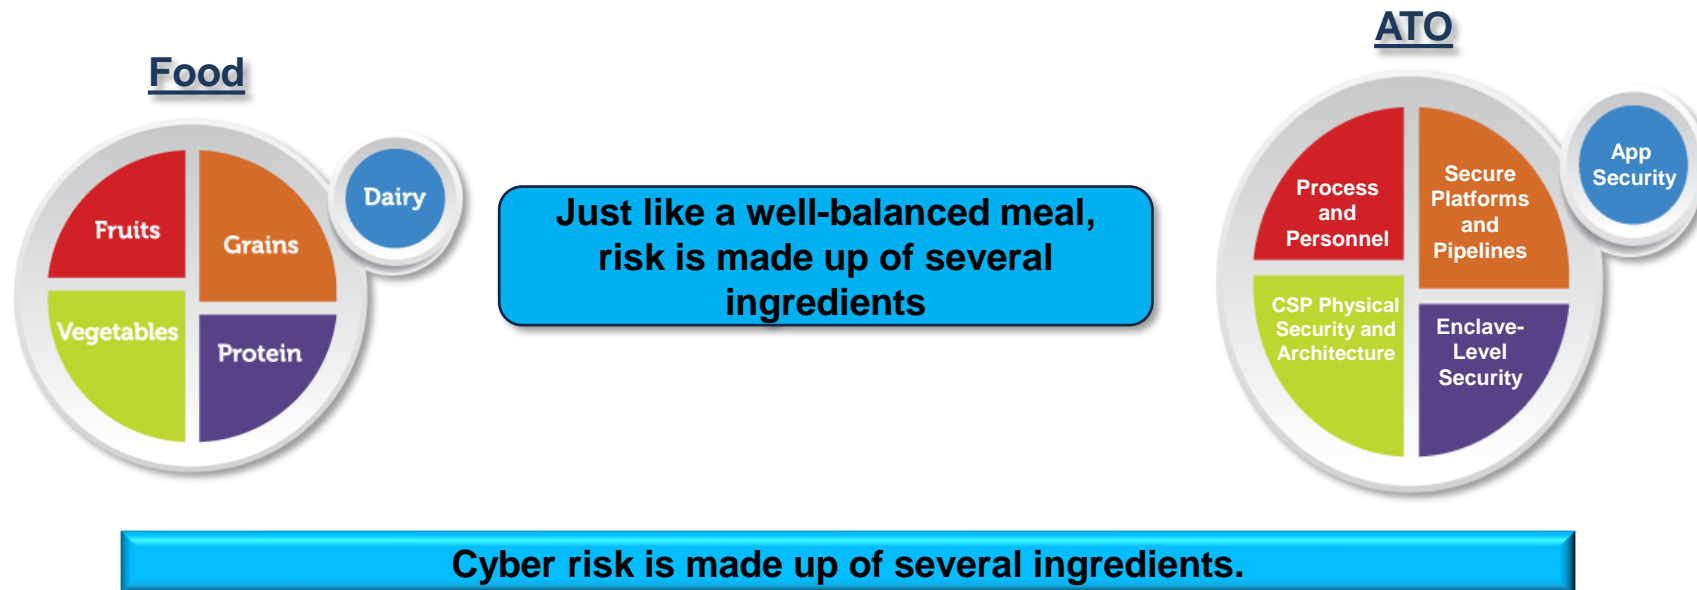 Food
Fruits
Grains
Dairy
Vegetables
Protein
Just like a well-balanced meal,
risk is made up of several
ingredients
ATO
Process
and
Personnel
Secure
Platforms
and
Pipelines
App
Security
CSP Physical
Security and
Architecture
Enclave-
Level
Security
Cyber risk is made up of several ingredients.